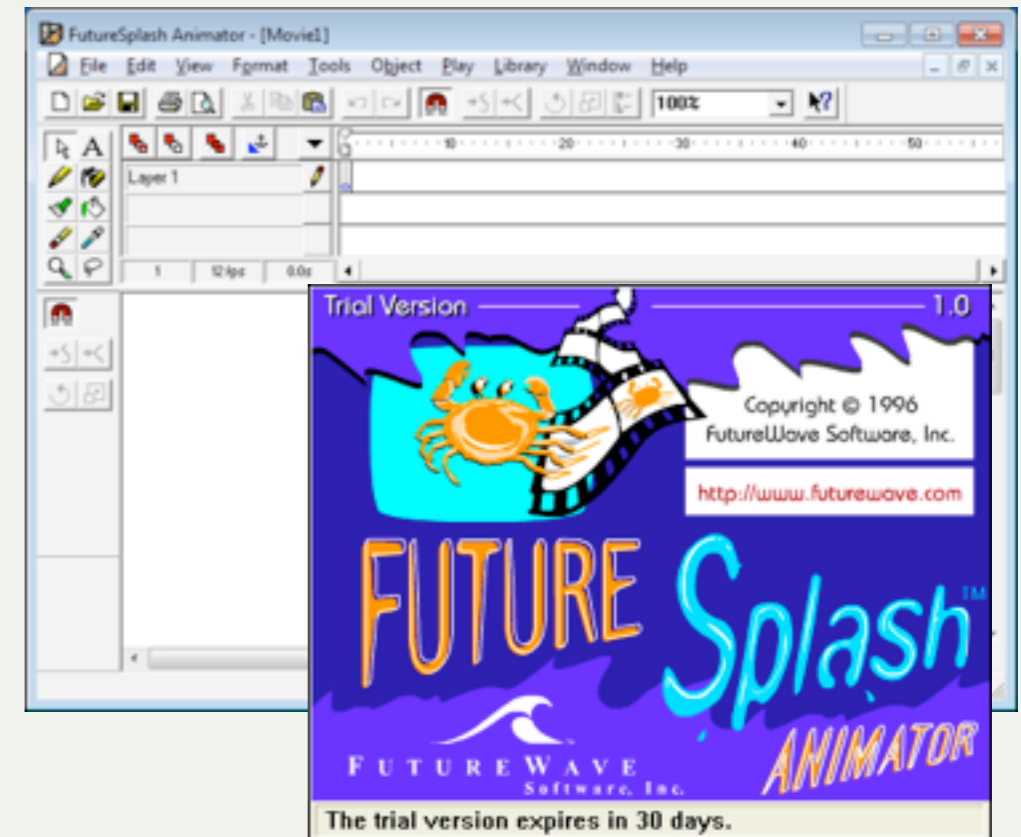 FutureSplash Animator - [Movie1]
File Edit View Format Tools Object Play Library Window Help
100%
10 20 30 40 50
Layer 1
1 12 fps 0.0s
Trial Version 1.0
Copyright © 1996
FutureWave Software, Inc.
http://www.futurewave.com
FUTURE Splash™
ANIMATOR
FUTUREWAVE
Software, Inc.
The trial version expires in 30 days.